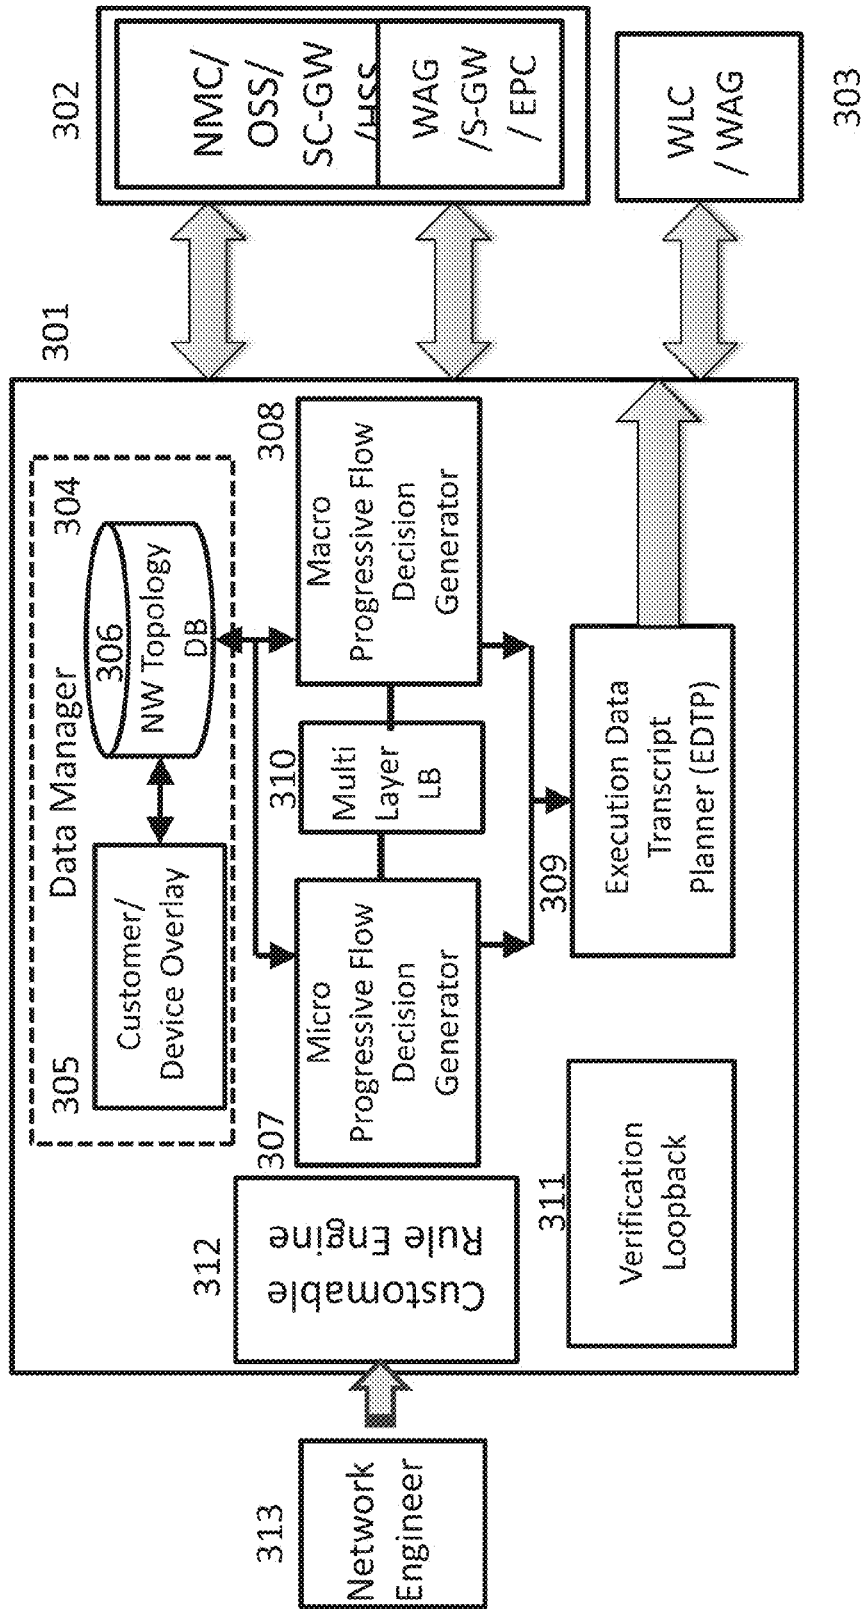 313
Network
Engineer
301
312
Customable
Rule Engine
305
Data Manager
304
Customer/
Device Overlay
306
NW Topology
DB
307
Micro
Progressive Flow
Decision
Generator
310
Multi
Layer
LB
308
Macro
Progressive Flow
Decision
Generator
311
Verification
Loopback
309
Execution Data
Transcript
Planner (EDTP)
302
NMC/
OSS/
SC-GW
/HSS
WAG
/S-GW
/ EPC
WLC
/ WAG
303